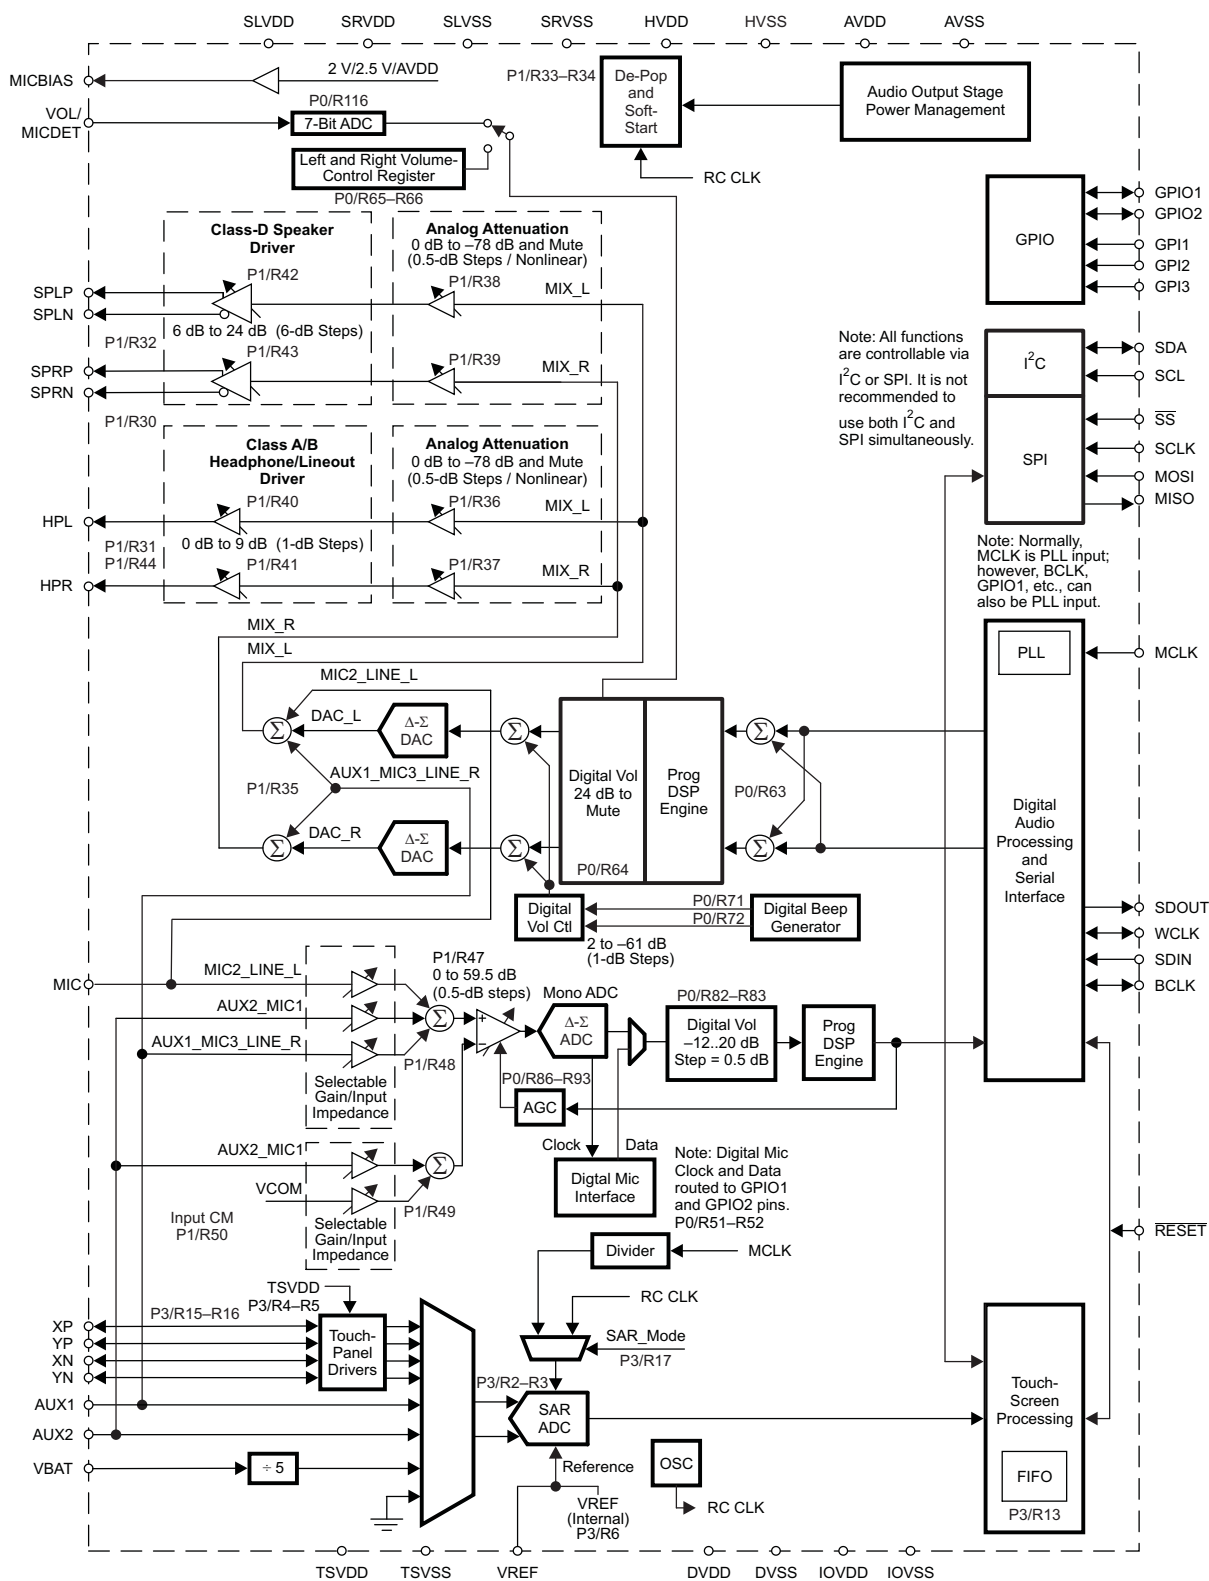 SLVDD SRVDD SLVSS SRVSS HVDD HVSS AVDD AVSS
MICBIAS
2 V/2.5 V/AVDD
P1/R33–R34
De-Pop
and
Soft-
Start
Audio Output Stage
Power Management
VOL/
MICDET
P0/R116
7-Bit ADC
Left and Right Volume-
Control Register
P0/R65–R66
RC CLK
GPIO
GPIO1
GPIO2
GPI1
GPI2
GPI3
Class-D Speaker
Driver
P1/R42
6 dB to 24 dB (6-dB Steps)
P1/R43
Analog Attenuation
0 dB to –78 dB and Mute
(0.5-dB Steps / Nonlinear)
P1/R38
MIX_L
P1/R39
MIX_R
SPLP
SPLN
P1/R32
SPRP
SPRN
P1/R30
Note: All functions
are controllable via
I2C or SPI. It is not
recommended to
use both I2C and
SPI simultaneously.
I2C
SPI
SDA
SCL
SS
SCLK
MOSI
MISO
Class A/B
Headphone/Lineout
Driver
P1/R40
0 dB to 9 dB (1-dB Steps)
P1/R41
Analog Attenuation
0 dB to –78 dB and Mute
(0.5-dB Steps / Nonlinear)
P1/R36
MIX_L
P1/R37
MIX_R
HPL
P1/R31
P1/R44
HPR
Note: Normally,
MCLK is PLL input;
however, BCLK,
GPIO1, etc., can
also be PLL input.
MIX_R
MIX_L
MIC2_LINE_L
DAC_L
Σ
Δ-Σ
DAC
Σ
AUX1_MIC3_LINE_R
P1/R35
DAC_R
Σ
Δ-Σ
DAC
Σ
Digital Vol
24 dB to
Mute
P0/R64
Prog
DSP
Engine
Σ
P0/R63
Σ
PLL
MCLK
Digital
Audio
Processing
and
Serial
Interface
SDOUT
WCLK
SDIN
BCLK
Digital
Vol Ctl
P0/R71
P0/R72
Digital Beep
Generator
2 to –61 dB
(1-dB Steps)
MIC
MIC2_LINE_L
AUX2_MIC1
AUX1_MIC3_LINE_R
Selectable
Gain/Input
Impedance
P1/R47
0 to 59.5 dB
(0.5-dB steps)
Σ
P1/R48
+
–
Mono ADC
Δ-Σ
ADC
P0/R82–R83
Digital Vol
–12..20 dB
Step = 0.5 dB
Prog
DSP
Engine
P0/R86–R93
AGC
Clock
Data
Digtal Mic
Interface
Note: Digital Mic
Clock and Data
routed to GPIO1
and GPIO2 pins.
P0/R51–R52
AUX2_MIC1
Σ
VCOM
P1/R49
Selectable
Gain/Input
Impedance
Input CM
P1/R50
RESET
Divider
MCLK
RC CLK
SAR_Mode
P3/R17
TSVDD
P3/R4–R5
P3/R15–R16
Touch-
Panel
Drivers
XP
YP
XN
YN
AUX1
AUX2
VBAT
÷ 5
P3/R2–R3
SAR
ADC
Reference
VREF
(Internal)
P3/R6
OSC
RC CLK
Touch-
Screen
Processing
FIFO
P3/R13
TSVDD TSVSS VREF DVDD DVSS IOVDD IOVSS